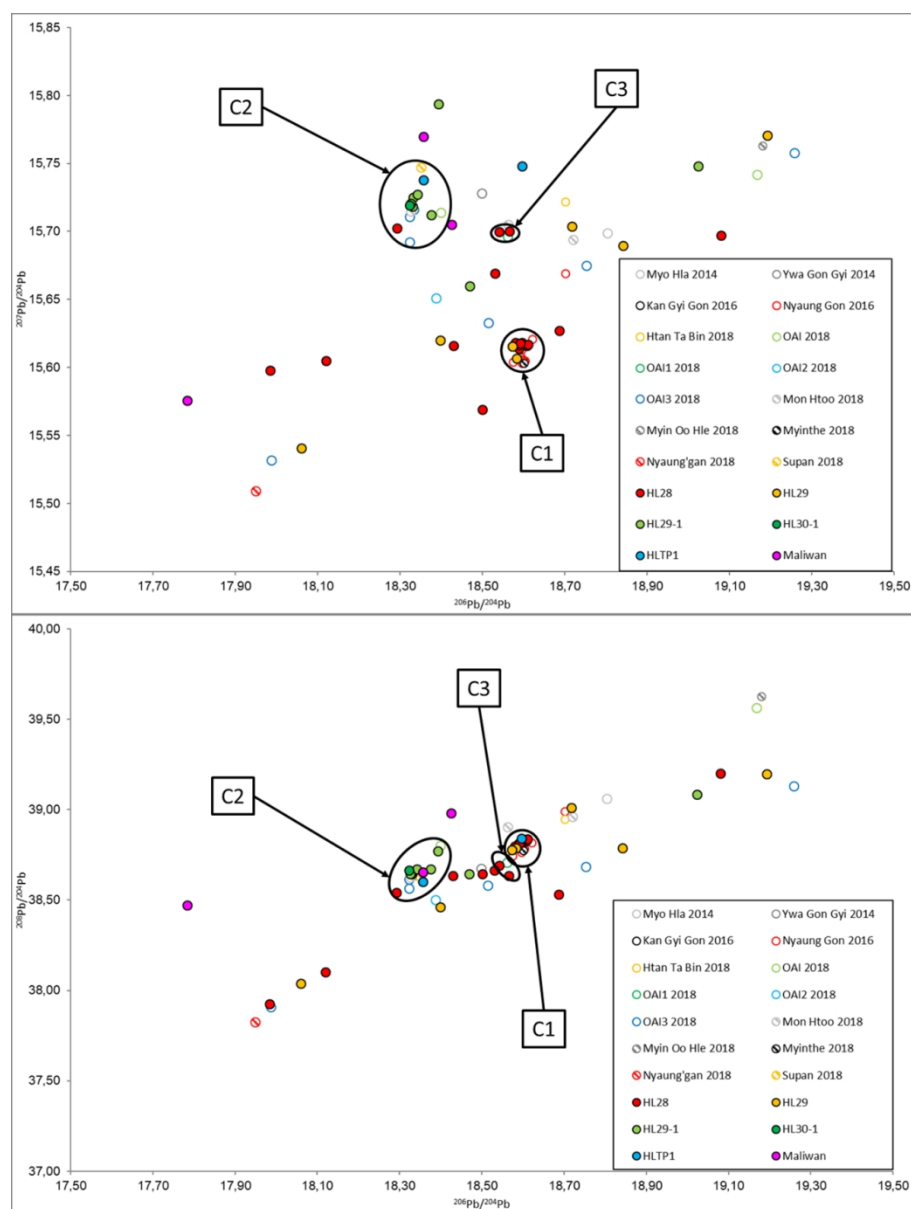 15,85
15,80
15,75
15,70
15,65
15,60
15,55
15,50
15,45
²⁰⁷Pb/²⁰⁴Pb
C2
C3
C1
Myo Hla 2014 Ywa Gon Gyi 2014
Kan Gyi Gon 2016 Nyaung Gon 2016
Htan Ta Bin 2018 OAI 2018
OAI1 2018 OAI2 2018
OAI3 2018 Mon Htoo 2018
Myin Oo Hle 2018 Myinthe 2018
Nyaung'gan 2018 Supan 2018
HL28 HL29
HL29-1 HL30-1
HLTP1 Maliwan
17,50 17,70 17,90 18,10 18,30 18,50 18,70 18,90 19,10 19,30 19,50
²⁰⁶Pb/²⁰⁴Pb
40,00
39,50
39,00
38,50
38,00
37,50
37,00
²⁰⁸Pb/²⁰⁴Pb
C3
C2
C1
Myo Hla 2014 Ywa Gon Gyi 2014
Kan Gyi Gon 2016 Nyaung Gon 2016
Htan Ta Bin 2018 OAI 2018
OAI1 2018 OAI2 2018
OAI3 2018 Mon Htoo 2018
Myin Oo Hle 2018 Myinthe 2018
Nyaung'gan 2018 Supan 2018
HL28 HL29
HL29-1 HL30-1
HLTP1 Maliwan
17,50 17,70 17,90 18,10 18,30 18,50 18,70 18,90 19,10 19,30 19,50
²⁰⁶Pb/²⁰⁴Pb